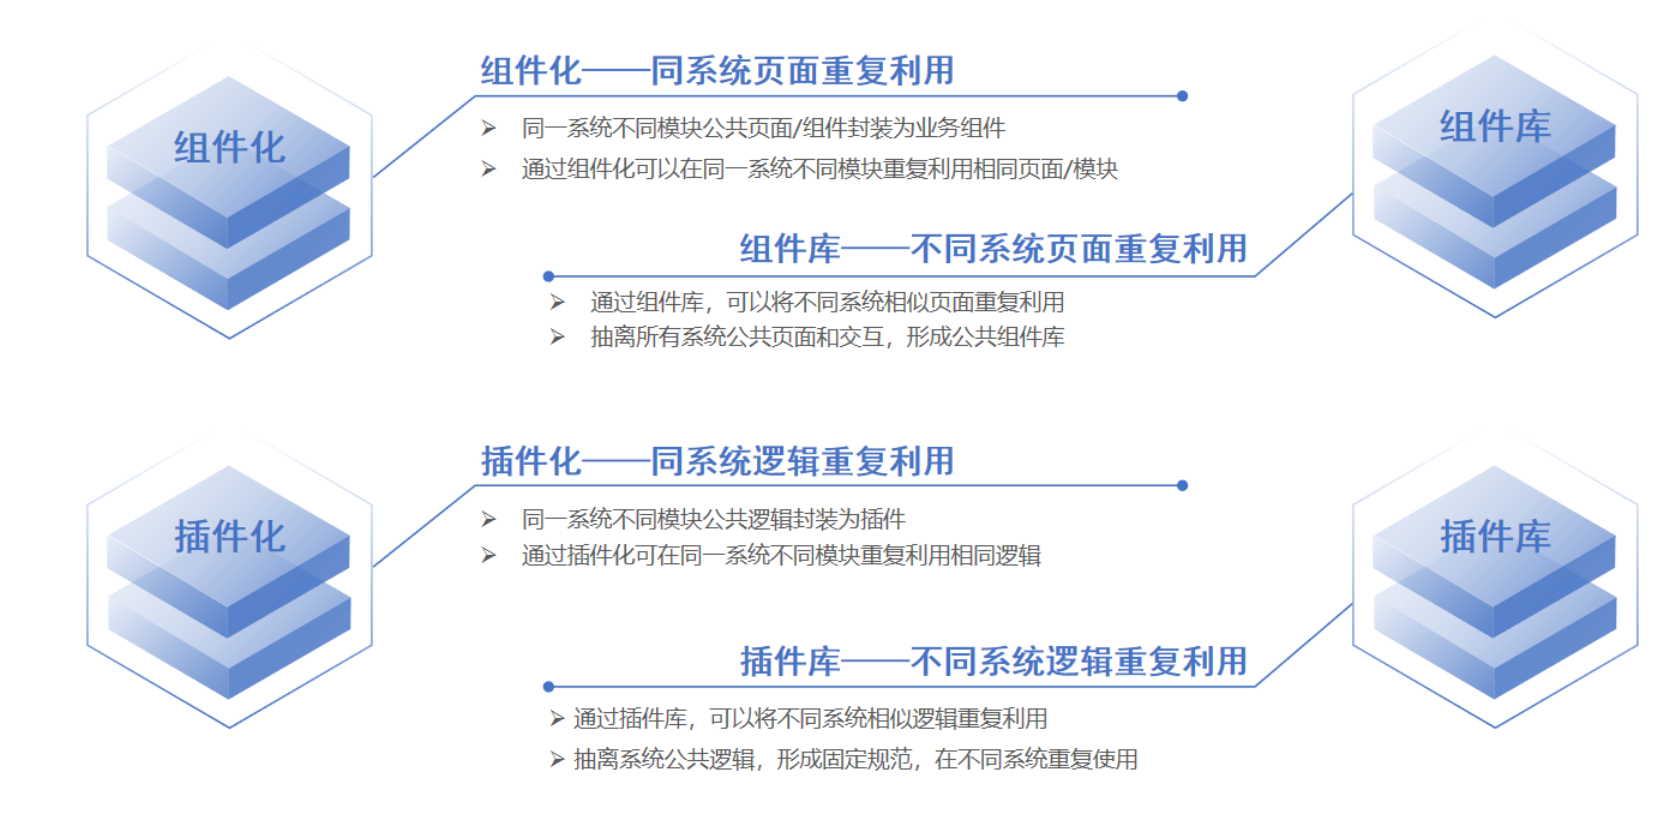 组件化
组件化——同系统页面重复利用
➢ 同一系统不同模块公共页面/组件封装为业务组件
➢ 通过组件化可以在同一系统不同模块重复利用相同页面/模块
组件库
组件库——不同系统页面重复利用
➢ 通过组件库，可以将不同系统相似页面重复利用
➢ 抽离所有系统公共页面和交互，形成公共组件库
插件化
插件化——同系统逻辑重复利用
➢ 同一系统不同模块公共逻辑封装为插件
➢ 通过插件化可在同一系统不同模块重复利用相同逻辑
插件库
插件库——不同系统逻辑重复利用
➢ 通过插件库，可以将不同系统相似逻辑重复利用
➢ 抽离系统公共逻辑，形成固定规范，在不同系统重复使用